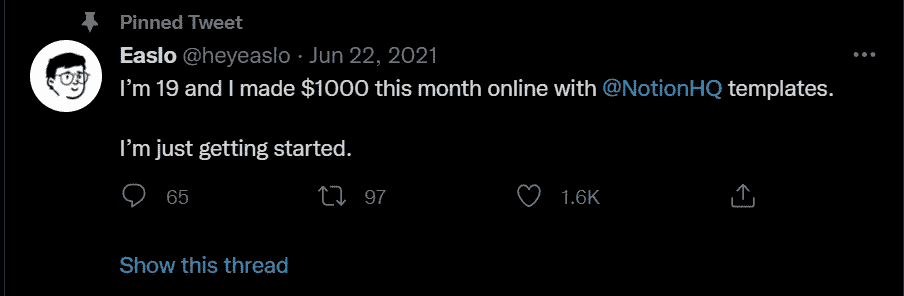 Pinned Tweet
Easlo @heyeaslo · Jun 22, 2021
I’m 19 and I made $1000 this month online with @NotionHQ templates.
I’m just getting started.
65 97 1.6K
Show this thread